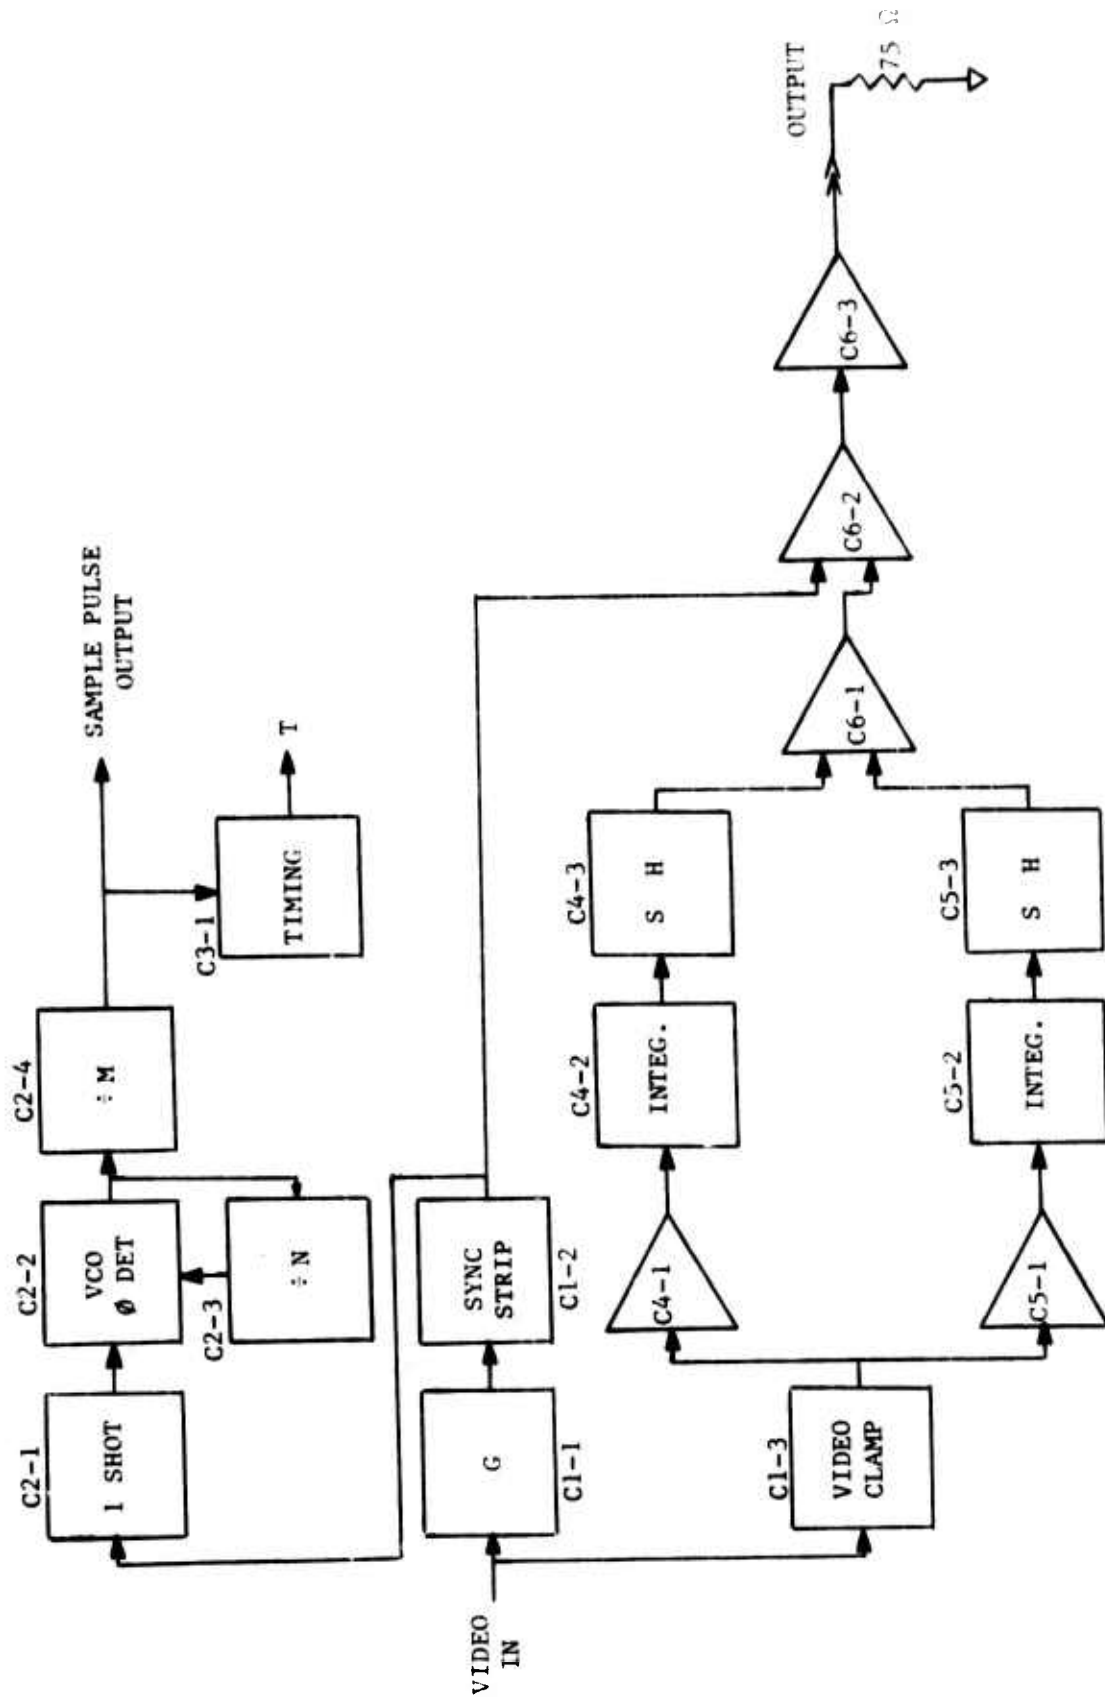 C2-1
1 SHOT
C2-2
VCO
Ø DET
C2-3
÷ N
C2-4
÷ M
SAMPLE PULSE
OUTPUT
C3-1
TIMING
T
VIDEO
IN
G
C1-1
SYNC
STRIP
C1-2
C1-3
VIDEO
CLAMP
C4-1
C4-2
INTEG.
C4-3
S H
C5-1
C5-2
INTEG.
C5-3
S H
C6-1
C6-2
C6-3
OUTPUT
75 Ω